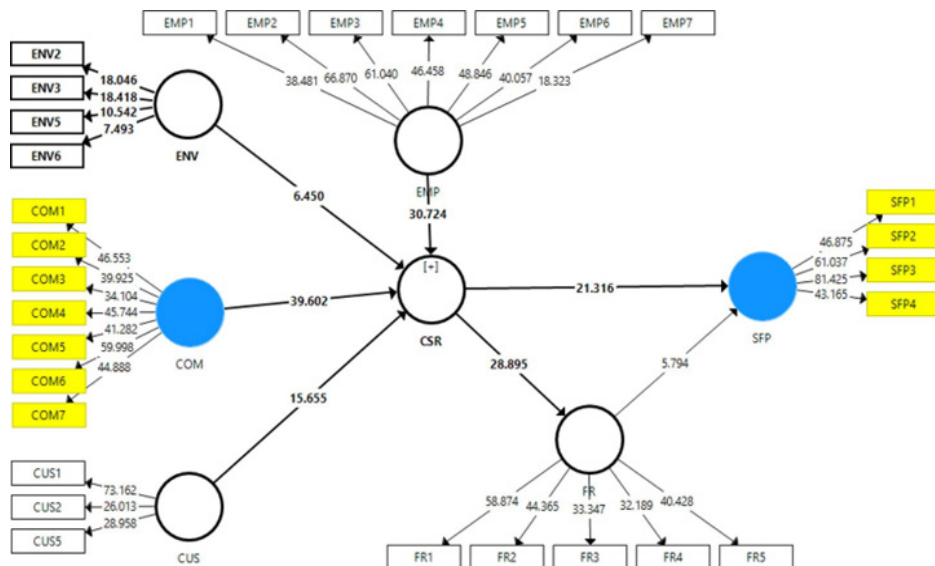 EMP1 EMP2 EMP3 EMP4 EMP5 EMP6 EMP7
38.481 66.870 61.040 46.458 48.846 40.057 18.323
EMP
ENV2
ENV3
ENV5
ENV6
18.046
18.418
10.542
7.493
ENV
6.450
30.724
COM1
COM2
COM3
COM4
COM5
COM6
COM7
46.553
39.925
34.104
45.744
41.282
59.998
44.888
COM
39.602
[+]
CSR
21.316
SFP1
SFP2
SFP3
SFP4
46.875
61.037
81.425
43.165
SFP
15.655
28.895
5.794
CUS1
CUS2
CUS5
73.162
26.013
28.958
CUS
FR
58.874 44.365 33.347 32.189 40.428
FR1 FR2 FR3 FR4 FR5